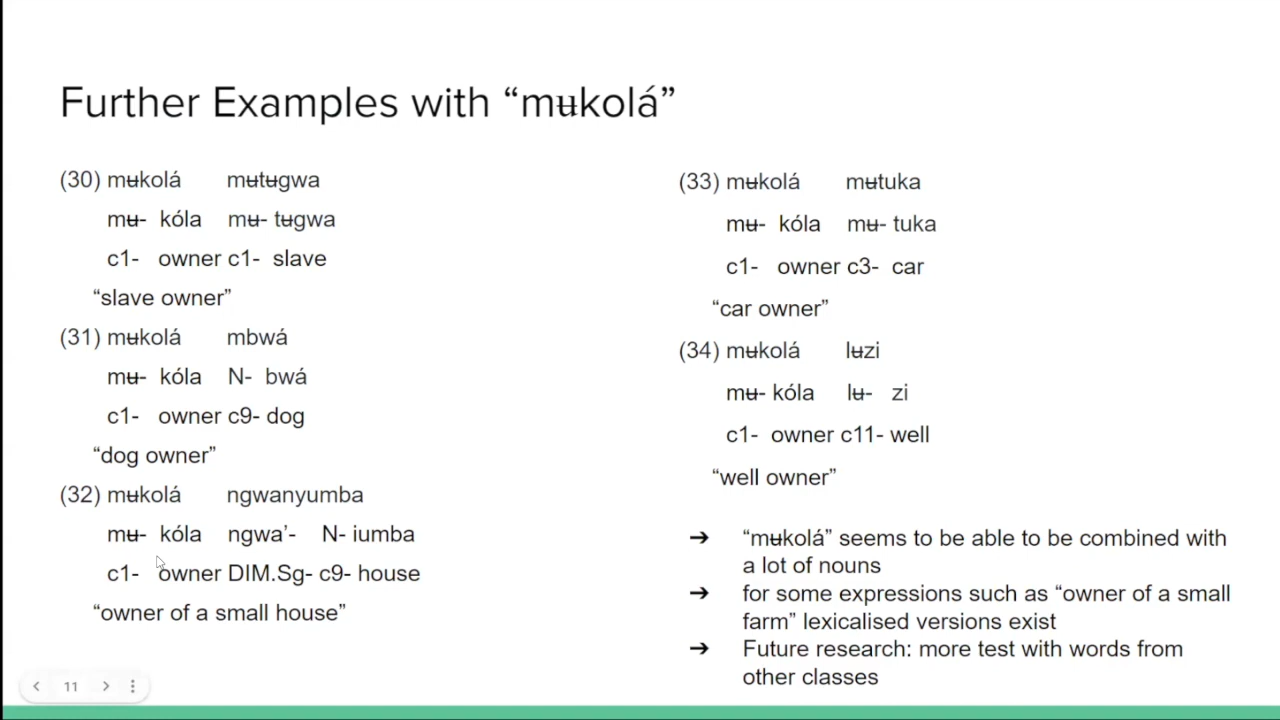 Further Examples with “mʉkolá”
(30) mʉkolá mʉtʉgwa
mʉ- kóla mʉ- tʉgwa
c1- owner c1- slave
“slave owner”
(31) mʉkolá mbwá
mʉ- kóla N- bwá
c1- owner c9- dog
“dog owner”
(32) mʉkolá ngwanyumba
mʉ- kóla ngwa’- N- iumba
c1- owner DIM.Sg- c9- house
“owner of a small house”
(33) mʉkolá mʉtuka
mʉ- kóla mʉ- tuka
c1- owner c3- car
“car owner”
(34) mʉkolá lʉzi
mʉ- kóla lʉ- zi
c1- owner c11- well
“well owner”
➔ “mʉkolá” seems to be able to be combined with
a lot of nouns
➔ for some expressions such as “owner of a small
farm” lexicalised versions exist
➔ Future research: more test with words from
other classes
11